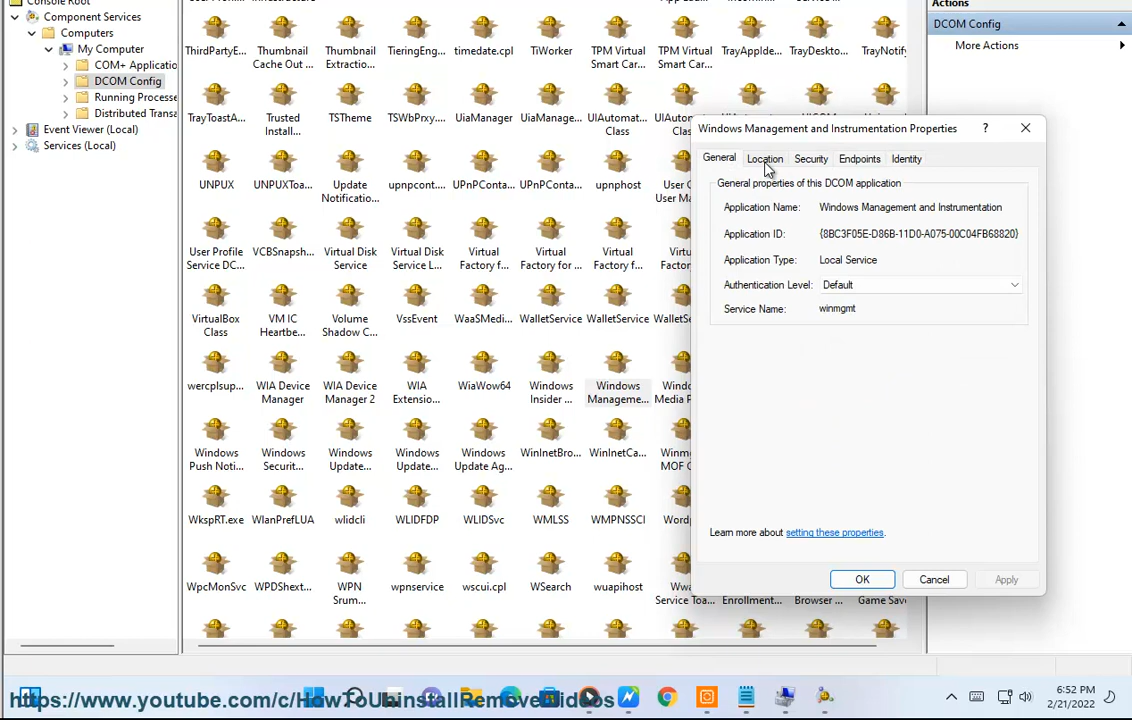 Console Root
Component Services
Computers
My Computer
COM+ Applicatio
DCOM Config
Running Processe
Distributed Transa
Event Viewer (Local)
Services (Local)
ThirdPartyE...
Thumbnail Cache Out ...
Thumbnail Extractio...
TieringEng...
timedate.cpl
TiWorker
TPM Virtual Smart Car...
TPM Virtual Smart Car...
TrayAppIde...
TrayDeskto...
TrayNotify
TrayToastA...
Trusted Install...
TSTheme
TSWbPrxy...
UiaManager
UiaManage...
UIAutomat... Class
UNPUX
UNPUXToa...
Update Notificatio...
upnpcont...
UPnPConta...
UPnPConta...
upnphost
User Profile Service DC...
VCBSnapsh...
Virtual Disk Service
Virtual Disk Service L...
Virtual Factory for ...
Virtual Factory for ...
Virtual Factory f...
VirtualBox Class
VM IC Heartbe...
Volume Shadow C...
VssEvent
WaaSMedi...
WalletService
WalletService
wercplsup...
WIA Device Manager
WIA Device Manager 2
WIA Extensio...
WiaWow64
Windows Insider ...
Windows Manageme...
Windows Push Noti...
Windows Securit...
Windows Update...
Windows Update...
Windows Update Ag...
WinInetBro...
WinInetCa...
WkspRT.exe
WlanPrefLUA
wlidcli
WLIDFDP
WLIDSvc
WMLSS
WMPNSSCI
WpcMonSvc
WPDShext...
WPN Srum...
wpnservice
wscui.cpl
WSearch
wuapihost
Actions
DCOM Config
More Actions
Windows Management and Instrumentation Properties
?
General Location Security Endpoints Identity
General properties of this DCOM application
Application Name: Windows Management and Instrumentation
Application ID: {8BC3F05E-D86B-11D0-A075-00C04FB68820}
Application Type: Local Service
Authentication Level: Default
Service Name: winmgmt
Learn more about setting these properties.
OK Cancel Apply
https://www.youtube.com/c/HowToUninstallRemoveVideos
6:52 PM
2/21/2022